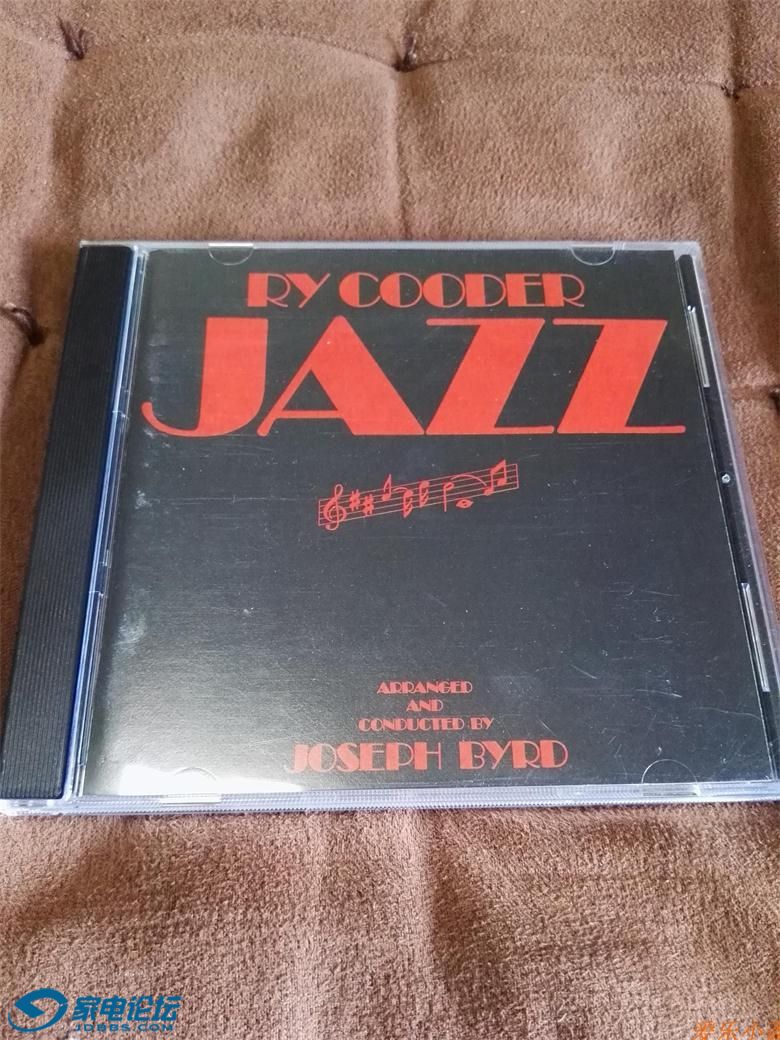 RY COODER
JAZZ
ARRANGED
AND
CONDUCTED BY
JOSEPH BYRD
家电论坛
JDBBS.COM